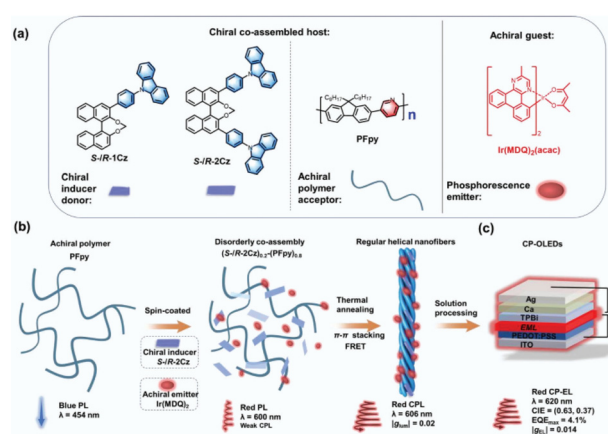 (a)
Chiral co-assembled host:
Achiral guest:
S-/R-1Cz
S-/R-2Cz
C8H17
C8H17
n
PFpy
2
Ir(MDQ)2(acac)
Chiral
inducer
donor:
Achiral
polymer
acceptor:
Phosphorescence
emitter:
(b)
Achiral polymer
PFpy
Disorderly co-assembly
(S-/R-2Cz)0.2-(PFpy)0.8
Regular helical nanofibers
(c)
CP-OLEDs
Spin-coated
Chiral inducer
S-/R-2Cz
Achiral emitter
Ir(MDQ)2
Thermal
annealing
π-π stacking
FRET
Solution
processing
Ag
Ca
TPBi
EML
PEDOT:PSS
ITO
Blue PL
λ = 454 nm
Red PL
λ = 600 nm
Weak CPL
Red CPL
λ = 606 nm
|glum| = 0.02
Red CP-EL
λ = 620 nm
CIE = (0.63, 0.37)
EQEmax = 4.1%
|gEL| = 0.014